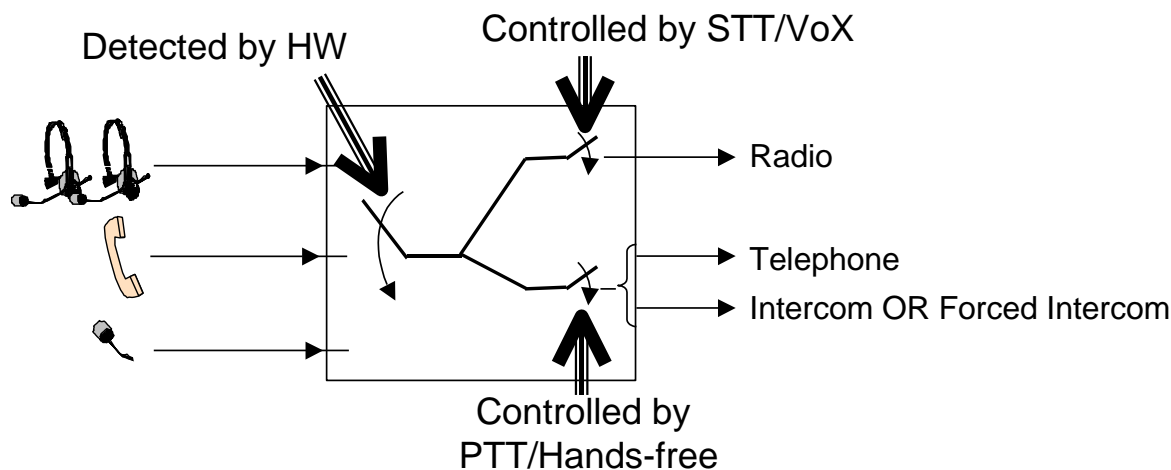 Detected by HW
Controlled by STT/VoX
Radio
Telephone
Intercom OR Forced Intercom
Controlled by
PTT/Hands-free